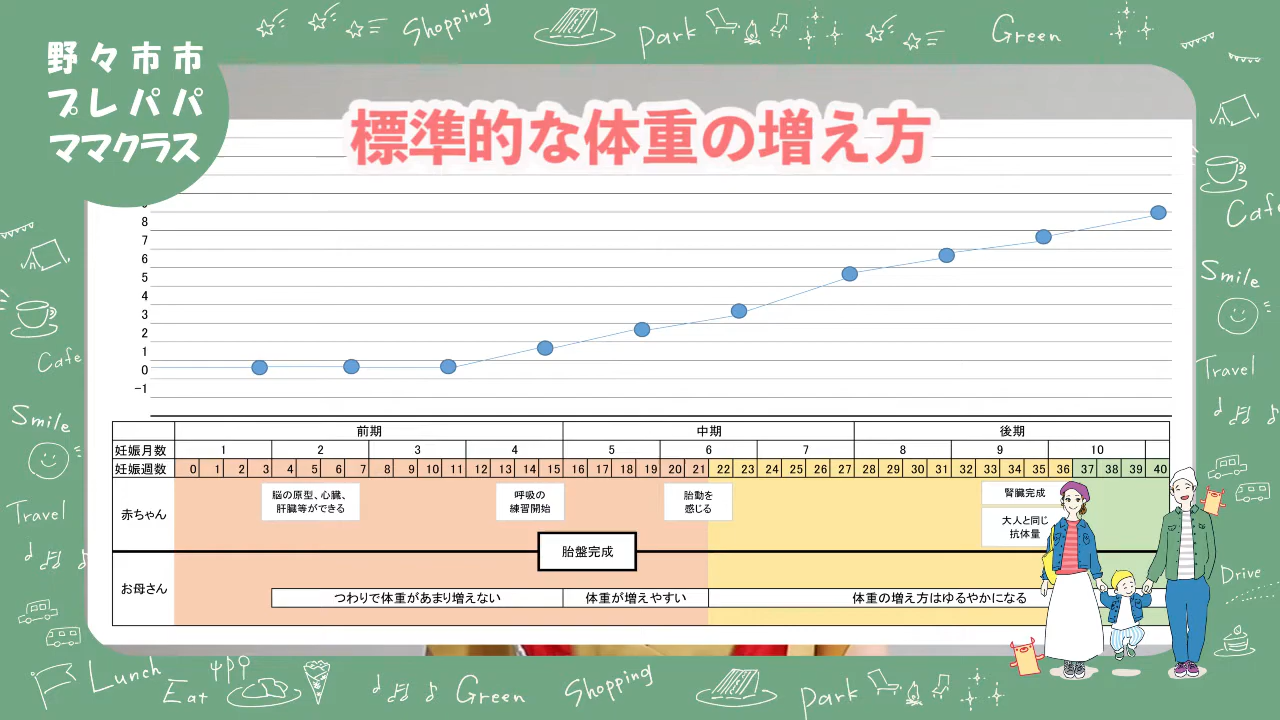 Shopping
Park
Green
野々市市
プレパパ
ママクラス
標準的な体重の増え方
8
7
6
5
4
3
2
1
0
−1
Cafe
Smile
Travel
Cafe
Smile
Travel
Drive
前期 中期 後期
妊娠月数 1 2 3 4 5 6 7 8 9 10
妊娠週数 0 1 2 3 4 5 6 7 8 9 10 11 12 13 14 15 16 17 18 19 20 21 22 23 24 25 26 27 28 29 30 31 32 33 34 35 36 37 38 39 40
赤ちゃん
脳の原型、心臓、
肝臓等ができる
呼吸の
練習開始
胎動を
感じる
腎臓完成
大人と同じ
抗体量
胎盤完成
お母さん
つわりで体重があまり増えない
体重が増えやすい
体重の増え方はゆるやかになる
Lunch
Eat
Green
Shopping
Park